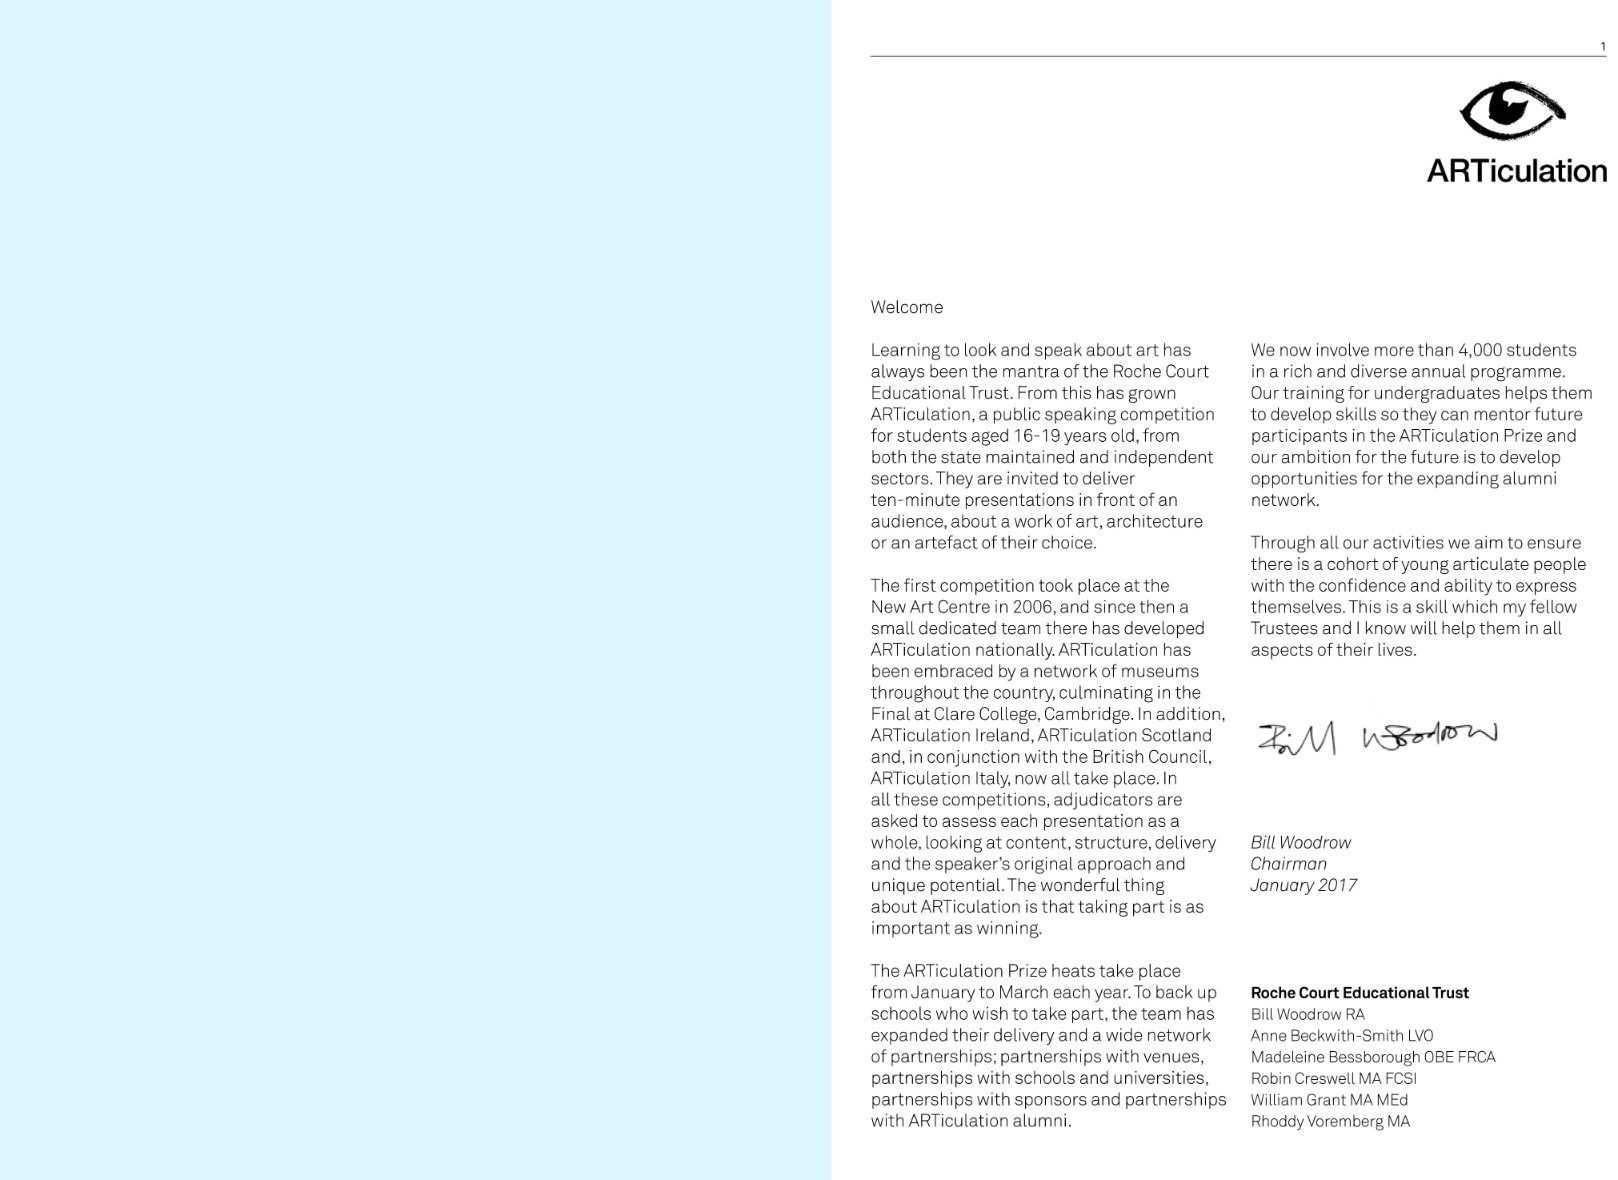 1
ARTiculation
Welcome
Learning to look and speak about art has
always been the mantra of the Roche Court
Educational Trust. From this has grown
ARTiculation, a public speaking competition
for students aged 16-19 years old, from
both the state maintained and independent
sectors. They are invited to deliver
ten-minute presentations in front of an
audience, about a work of art, architecture
or an artefact of their choice.
The first competition took place at the
New Art Centre in 2006, and since then a
small dedicated team there has developed
ARTiculation nationally. ARTiculation has
been embraced by a network of museums
throughout the country, culminating in the
Final at Clare College, Cambridge. In addition,
ARTiculation Ireland, ARTiculation Scotland
and, in conjunction with the British Council,
ARTiculation Italy, now all take place. In
all these competitions, adjudicators are
asked to assess each presentation as a
whole, looking at content, structure, delivery
and the speaker's original approach and
unique potential. The wonderful thing
about ARTiculation is that taking part is as
important as winning.
The ARTiculation Prize heats take place
from January to March each year. To back up
schools who wish to take part, the team has
expanded their delivery and a wide network
of partnerships; partnerships with venues,
partnerships with schools and universities,
partnerships with sponsors and partnerships
with ARTiculation alumni.
We now involve more than 4,000 students
in a rich and diverse annual programme.
Our training for undergraduates helps them
to develop skills so they can mentor future
participants in the ARTiculation Prize and
our ambition for the future is to develop
opportunities for the expanding alumni
network.
Through all our activities we aim to ensure
there is a cohort of young articulate people
with the confidence and ability to express
themselves. This is a skill which my fellow
Trustees and I know will help them in all
aspects of their lives.
Bill Woodrow
Bill Woodrow
Chairman
January 2017
Roche Court Educational Trust
Bill Woodrow RA
Anne Beckwith-Smith LVO
Madeleine Bessborough OBE FRCA
Robin Creswell MA FCSI
William Grant MA MEd
Rhoddy Voremberg MA